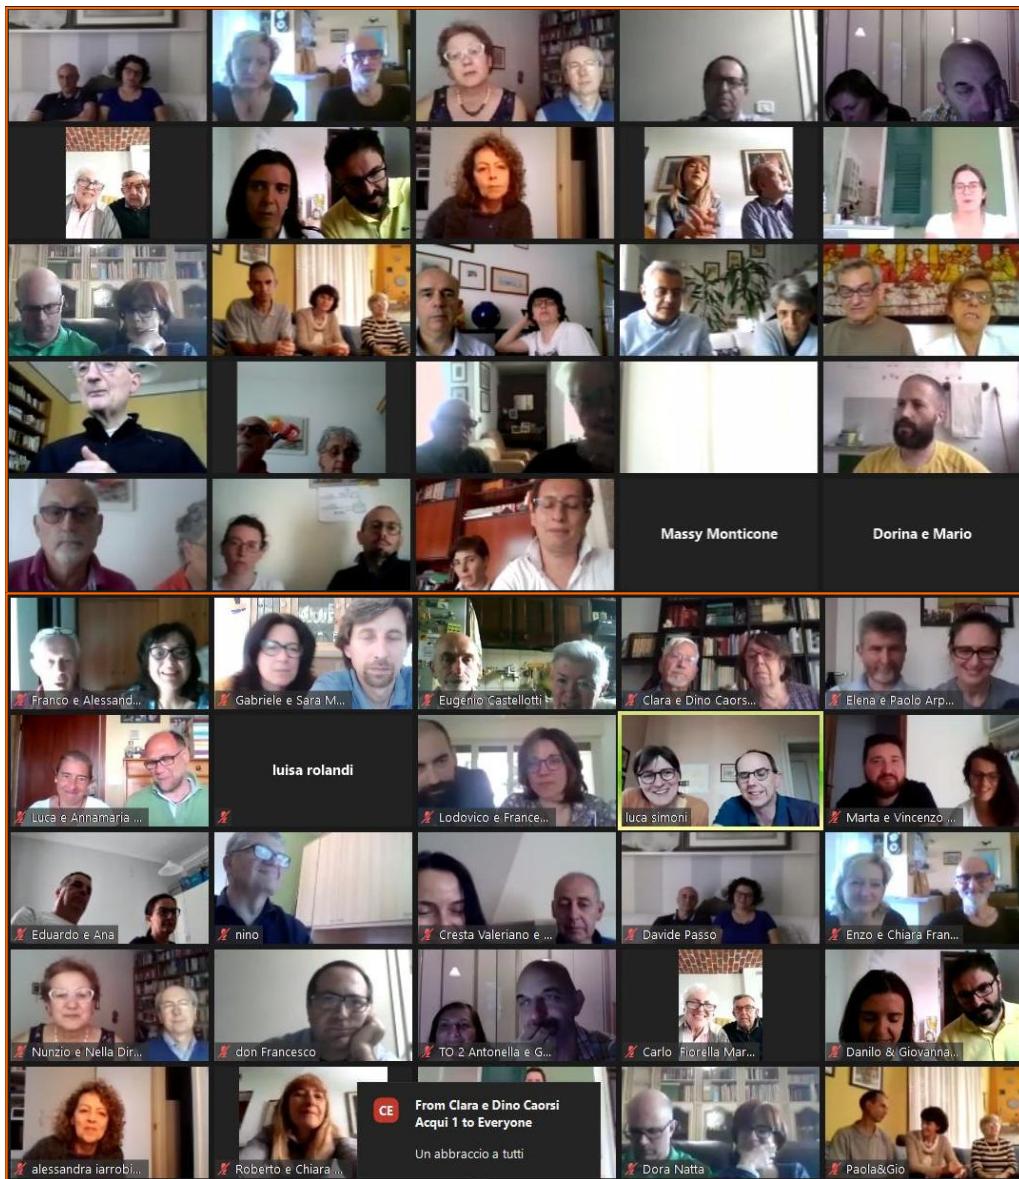 Massy Monticone
Dorina e Mario
Franco e Alessand...
Gabriele e Sara M...
Eugenio Castellotti
Clara e Dino Caors...
Elena e Paolo Arp...
Luca e Annamaria ...
luisa rolandi
Lodovico e France...
luca simoni
Marta e Vincenzo ...
Eduardo e Ana
nino
Cresta Valeriano e ...
Davide Passo
Enzo e Chiara Fran...
Nunzio e Nella Dir...
don Francesco
TO 2 Antonella e G...
Carlo Fiorella Mar...
Danilo & Giovanna...
alessandra iarrobi...
Roberto e Chiara ...
CE
From Clara e Dino Caorsi
Acqui 1 to Everyone
Un abbraccio a tutti
Dora Natta
Paola&Gio